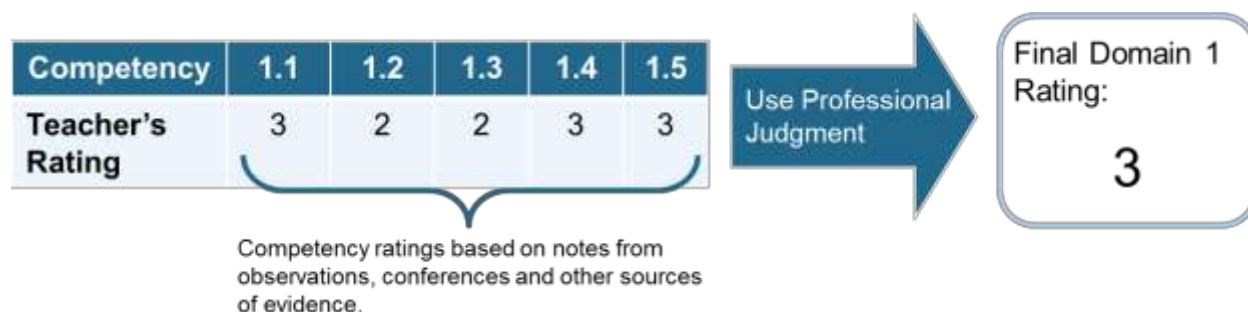 Competency 1.1 1.2 1.3 1.4 1.5
Teacher's 3 2 2 3 3
Rating
Competency ratings based on notes from
observations, conferences and other sources
of evidence.
Use Professional
Judgment
Final Domain 1
Rating:
3